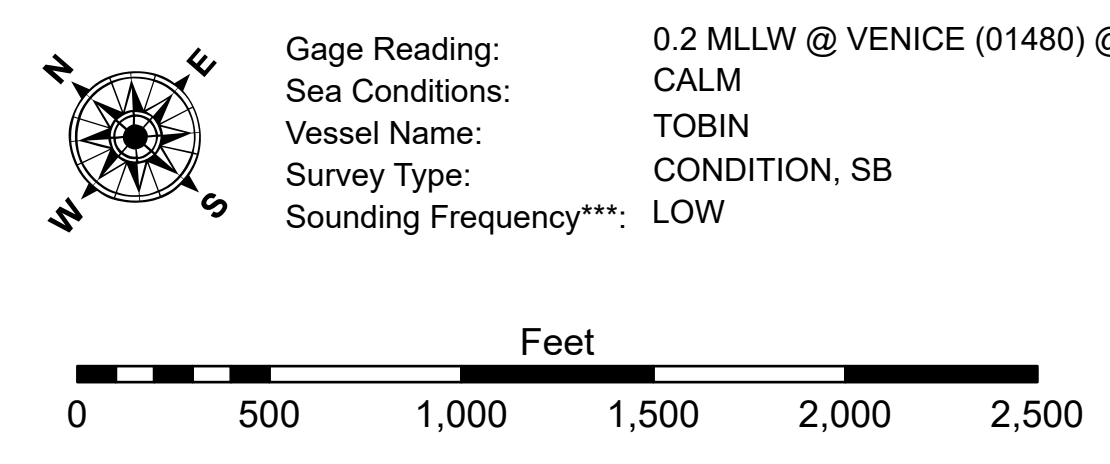 N E
W S
Gage Reading: 0.2 MLLW @ VENICE (01480) @
Sea Conditions: CALM
Vessel Name: TOBIN
Survey Type: CONDITION, SB
Sounding Frequency***: LOW
Feet
0 500 1,000 1,500 2,000 2,500